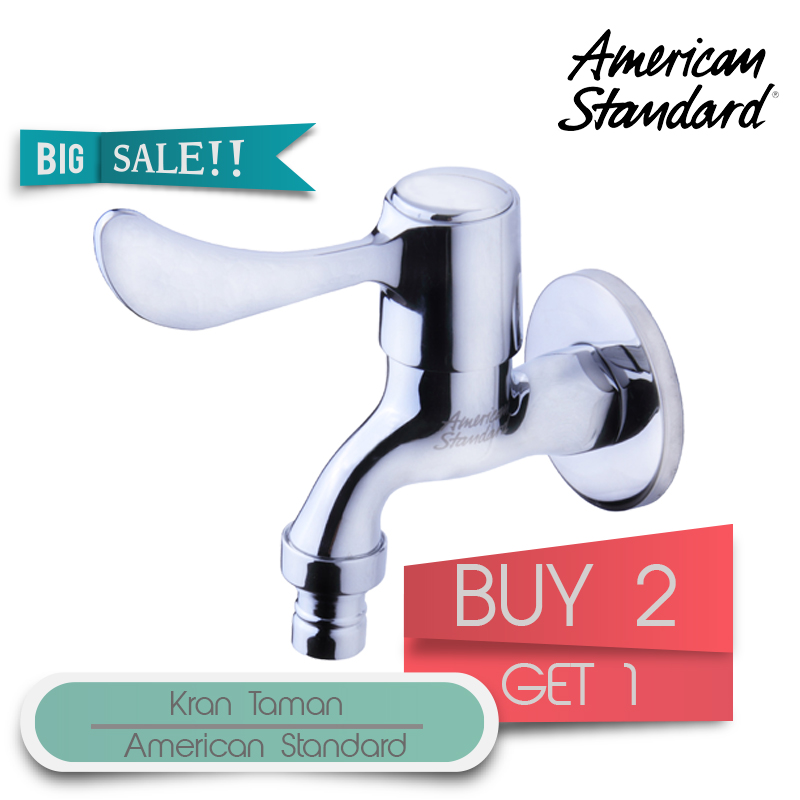 American
Standard®
BIG SALE!!
American
Standard
BUY 2
GET 1
Kran Taman
American Standard